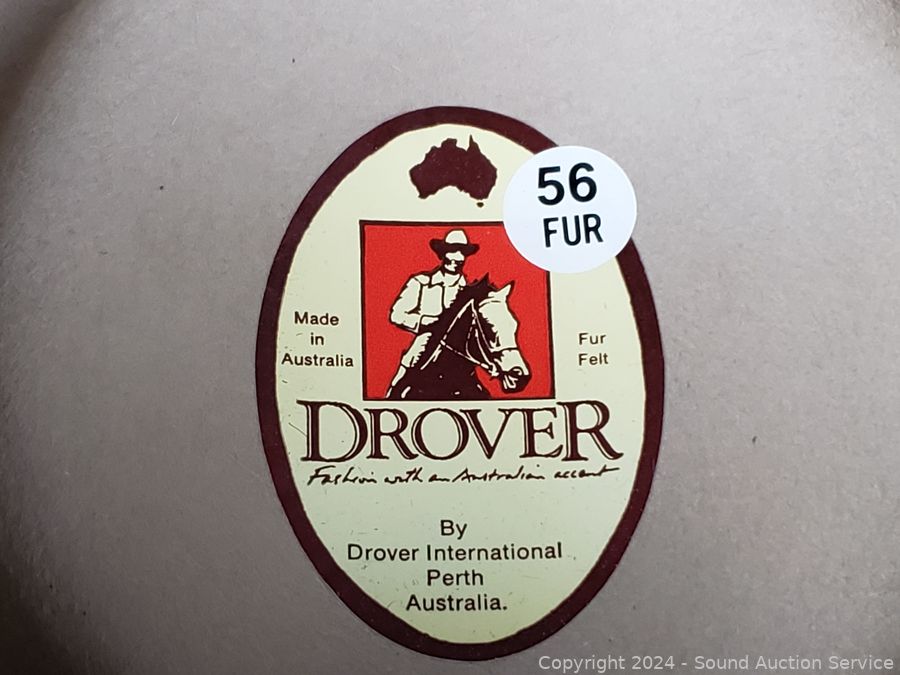 56
FUR
Made
in
Australia
Fur
Felt
DROVER
Fashion with an Australian accent
By
Drover International
Perth
Australia.
Copyright 2024 - Sound Auction Service